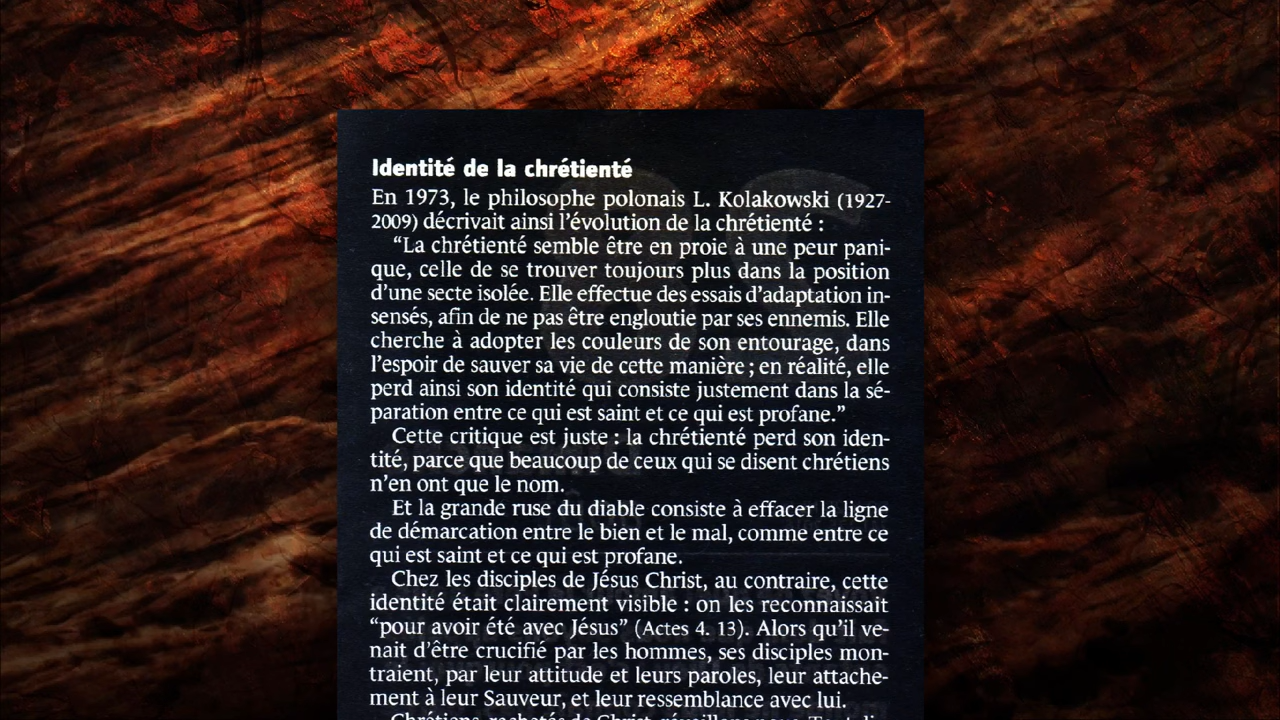 Identité de la chrétienté
En 1973, le philosophe polonais L. Kolakowski (1927-
2009) décrivait ainsi l'évolution de la chrétienté :
“La chrétienté semble être en proie à une peur pani-
que, celle de se trouver toujours plus dans la position
d'une secte isolée. Elle effectue des essais d'adaptation in-
sensés, afin de ne pas être engloutie par ses ennemis. Elle
cherche à adopter les couleurs de son entourage, dans
l'espoir de sauver sa vie de cette manière ; en réalité, elle
perd ainsi son identité qui consiste justement dans la sé-
paration entre ce qui est saint et ce qui est profane.”
Cette critique est juste : la chrétienté perd son iden-
tité, parce que beaucoup de ceux qui se disent chrétiens
n'en ont que le nom.
Et la grande ruse du diable consiste à effacer la ligne
de démarcation entre le bien et le mal, comme entre ce
qui est saint et ce qui est profane.
Chez les disciples de Jésus Christ, au contraire, cette
identité était clairement visible : on les reconnaissait
“pour avoir été avec Jésus” (Actes 4. 13). Alors qu'il ve-
nait d'être crucifié par les hommes, ses disciples mon-
traient, par leur attitude et leurs paroles, leur attache-
ment à leur Sauveur, et leur ressemblance avec lui.
Chrétiens, rachetés de Christ,